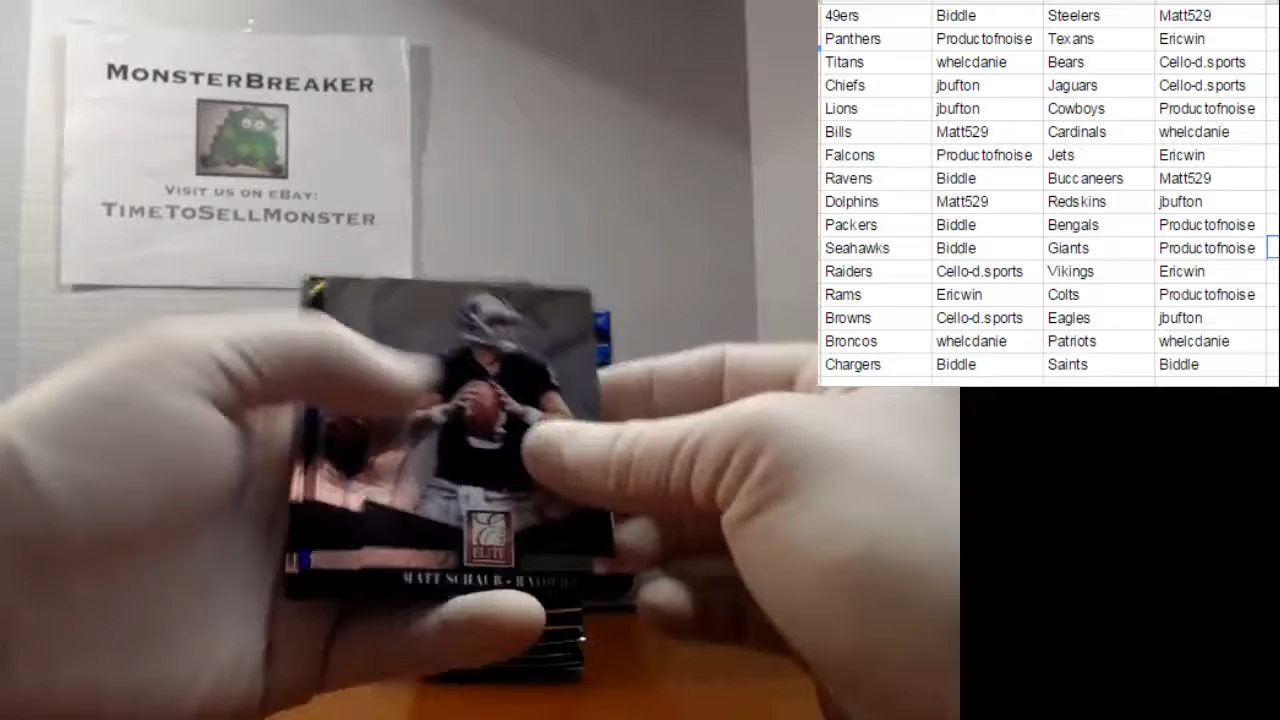 MONSTERBREAKER
VISIT US ON EBAY:
TIMETOSELLMONSTER
ELITE
MATT SCHAUB - RAIDERS
49ers Biddle Steelers Matt529
Panthers Productofnoise Texans Ericwin
Titans whelcdanie Bears Cello-d.sports
Chiefs jbufton Jaguars Cello-d.sports
Lions jbufton Cowboys Productofnoise
Bills Matt529 Cardinals whelcdanie
Falcons Productofnoise Jets Ericwin
Ravens Biddle Buccaneers Matt529
Dolphins Matt529 Redskins jbufton
Packers Biddle Bengals Productofnoise
Seahawks Biddle Giants Productofnoise
Raiders Cello-d.sports Vikings Ericwin
Rams Ericwin Colts Productofnoise
Browns Cello-d.sports Eagles jbufton
Broncos whelcdanie Patriots whelcdanie
Chargers Biddle Saints Biddle